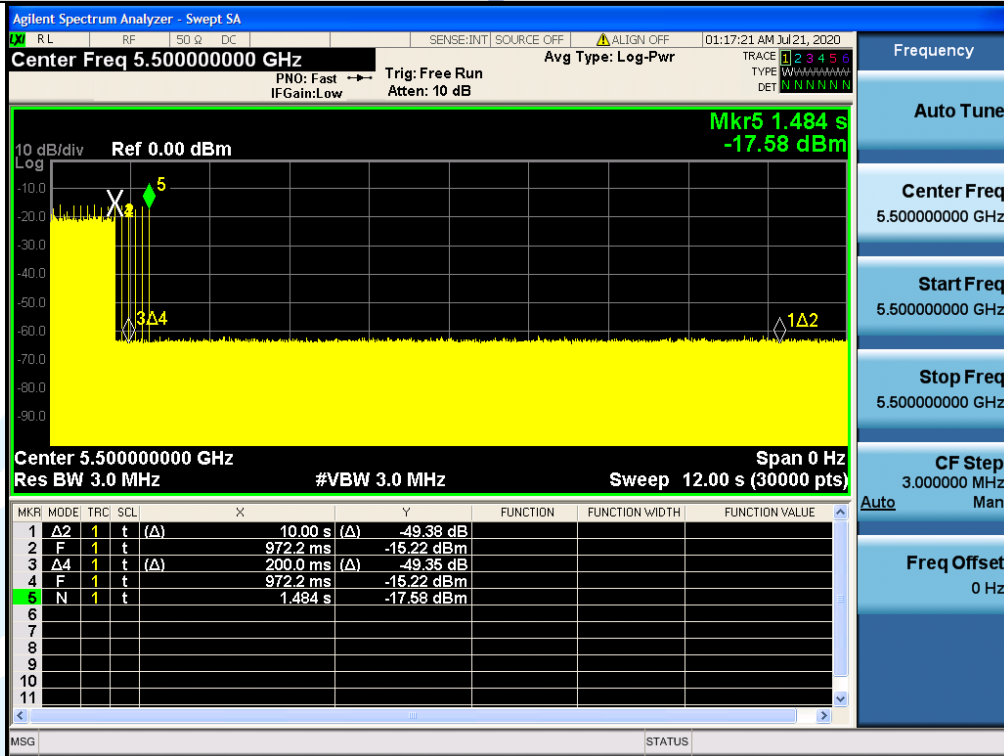 Agilent Spectrum Analyzer - Swept SA
LXI RL RF 50 Ω DC SENSE:INT SOURCE OFF ALIGN OFF 01:17:21 AM Jul 21, 2020
Center Freq 5.500000000 GHz Avg Type: Log-Pwr TRACE 1 2 3 4 5 6
PNO: Fast Trig: Free Run TYPE WWWWWW
IFGain:Low Atten: 10 dB DET N N N N N N
Mkr5 1.484 s
-17.58 dBm
10 dB/div Ref 0.00 dBm
Log
-10.0
-20.0
-30.0
-40.0
-50.0
-60.0
-70.0
-80.0
-90.0
X 2 5
3Δ4 1Δ2
Center 5.500000000 GHz Span 0 Hz
Res BW 3.0 MHz #VBW 3.0 MHz Sweep 12.00 s (30000 pts)
MKR MODE TRC SCL X Y FUNCTION FUNCTION WIDTH FUNCTION VALUE
1 Δ2 1 t (Δ) 10.00 s (Δ) -49.38 dB
2 F 1 t 972.2 ms -15.22 dBm
3 Δ4 1 t (Δ) 200.0 ms (Δ) -49.35 dB
4 F 1 t 972.2 ms -15.22 dBm
5 N 1 t 1.484 s -17.58 dBm
6
7
8
9
10
11
MSG STATUS
Frequency
Auto Tune
Center Freq
5.500000000 GHz
Start Freq
5.500000000 GHz
Stop Freq
5.500000000 GHz
CF Step
3.000000 MHz
Auto Man
Freq Offset
0 Hz